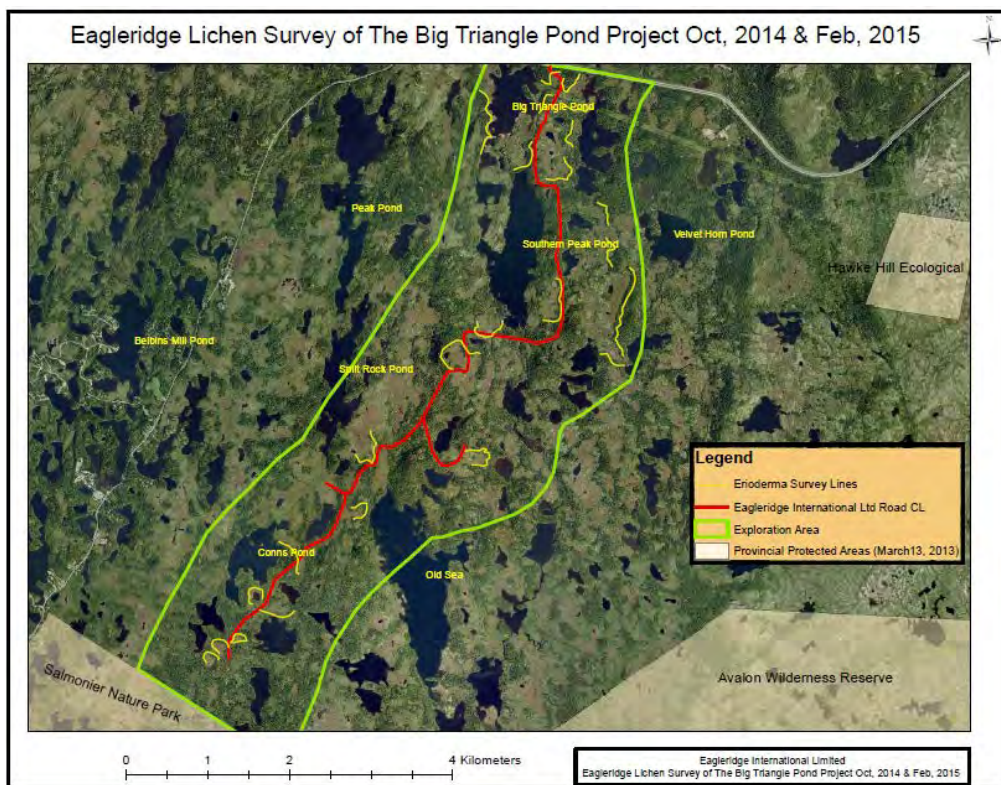 Eagleridge Lichen Survey of The Big Triangle Pond Project Oct, 2014 & Feb, 2015
N
Big Triangle Pond
Peak Pond
Velvet Horn Pond
Southern Peak Pond
Hawke Hill Ecological
Belbins Mill Pond
Split Rock Pond
Legend
Erioderma Survey Lines
Eagleridge International Ltd Road CL
Exploration Area
Provincial Protected Areas (March13, 2013)
Conns Pond
Old Sea
Salmonier Nature Park
Avalon Wilderness Reserve
0 1 2 4 Kilometers
Eagleridge International Limited
Eagleridge Lichen Survey of The Big Triangle Pond Project Oct, 2014 & Feb, 2015